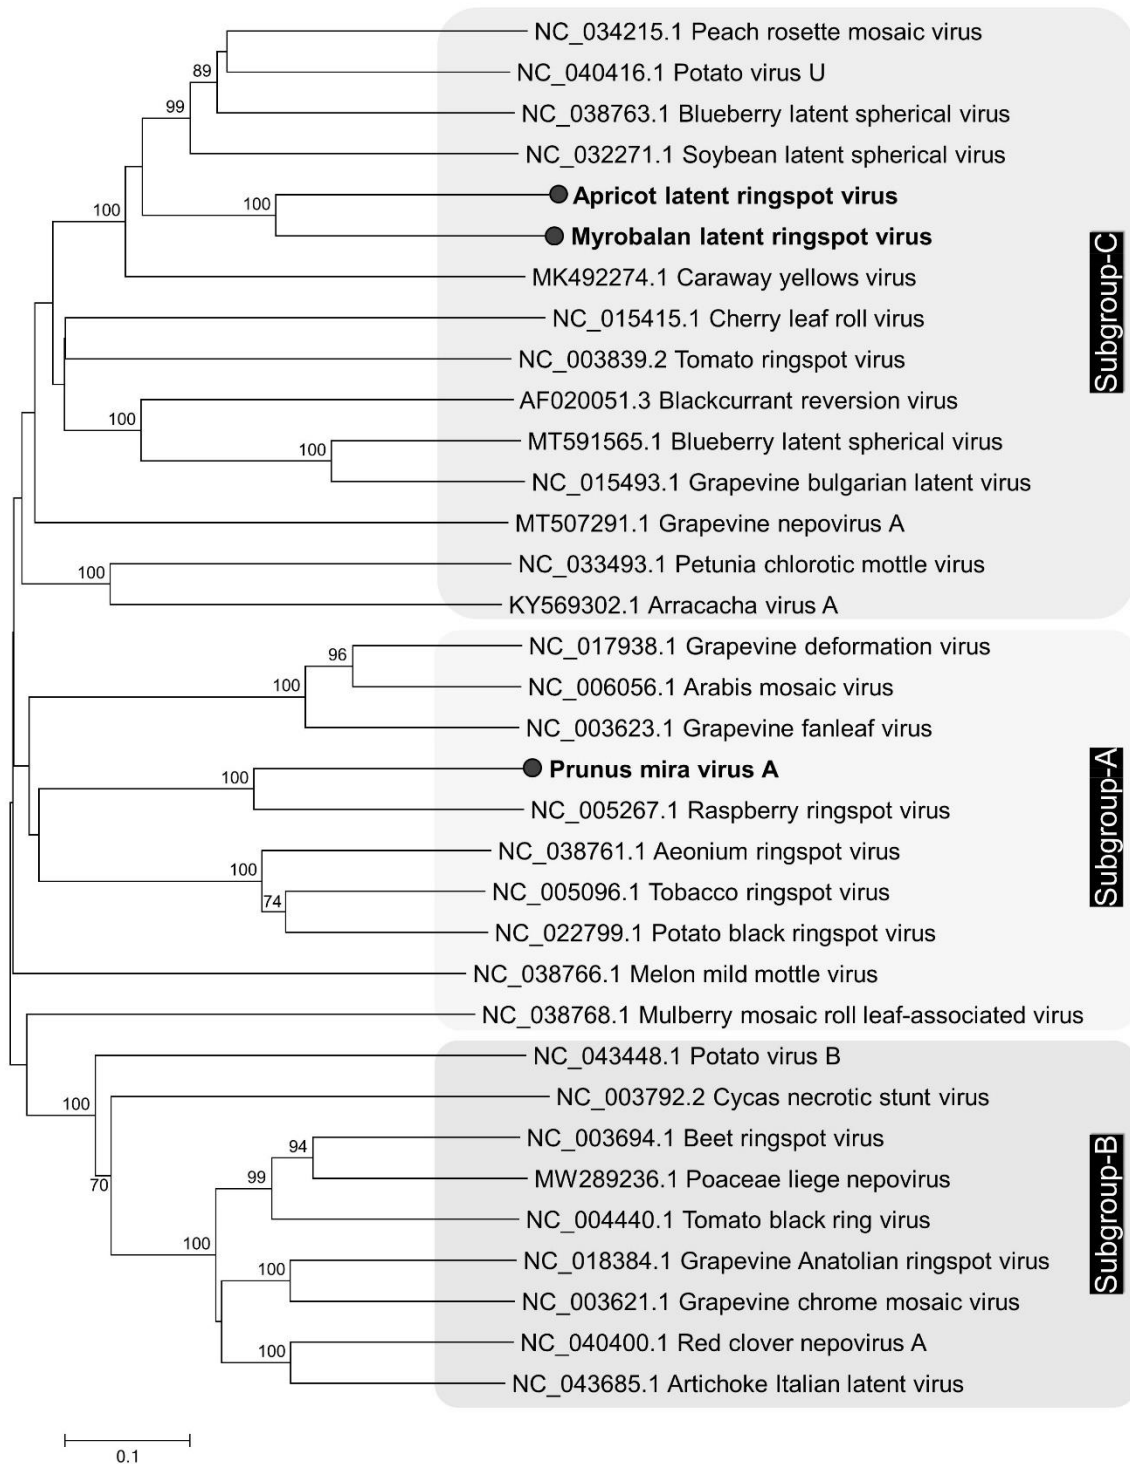 NC_034215.1 Peach rosette mosaic virus
89
NC_040416.1 Potato virus U
99
NC_038763.1 Blueberry latent spherical virus
NC_032271.1 Soybean latent spherical virus
100
100
Apricot latent ringspot virus
Myrobalan latent ringspot virus
MK492274.1 Caraway yellows virus
NC_015415.1 Cherry leaf roll virus
NC_003839.2 Tomato ringspot virus
100
AF020051.3 Blackcurrant reversion virus
100
MT591565.1 Blueberry latent spherical virus
NC_015493.1 Grapevine bulgarian latent virus
MT507291.1 Grapevine nepovirus A
100
NC_033493.1 Petunia chlorotic mottle virus
KY569302.1 Arracacha virus A
Subgroup-C
96
NC_017938.1 Grapevine deformation virus
100
NC_006056.1 Arabis mosaic virus
NC_003623.1 Grapevine fanleaf virus
100
Prunus mira virus A
NC_005267.1 Raspberry ringspot virus
100
NC_038761.1 Aeonium ringspot virus
74
NC_005096.1 Tobacco ringspot virus
NC_022799.1 Potato black ringspot virus
NC_038766.1 Melon mild mottle virus
NC_038768.1 Mulberry mosaic roll leaf-associated virus
Subgroup-A
NC_043448.1 Potato virus B
100
NC_003792.2 Cycas necrotic stunt virus
70
94
NC_003694.1 Beet ringspot virus
99
MW289236.1 Poaceae liege nepovirus
NC_004440.1 Tomato black ring virus
100
100
NC_018384.1 Grapevine Anatolian ringspot virus
NC_003621.1 Grapevine chrome mosaic virus
100
NC_040400.1 Red clover nepovirus A
NC_043685.1 Artichoke Italian latent virus
Subgroup-B
0.1